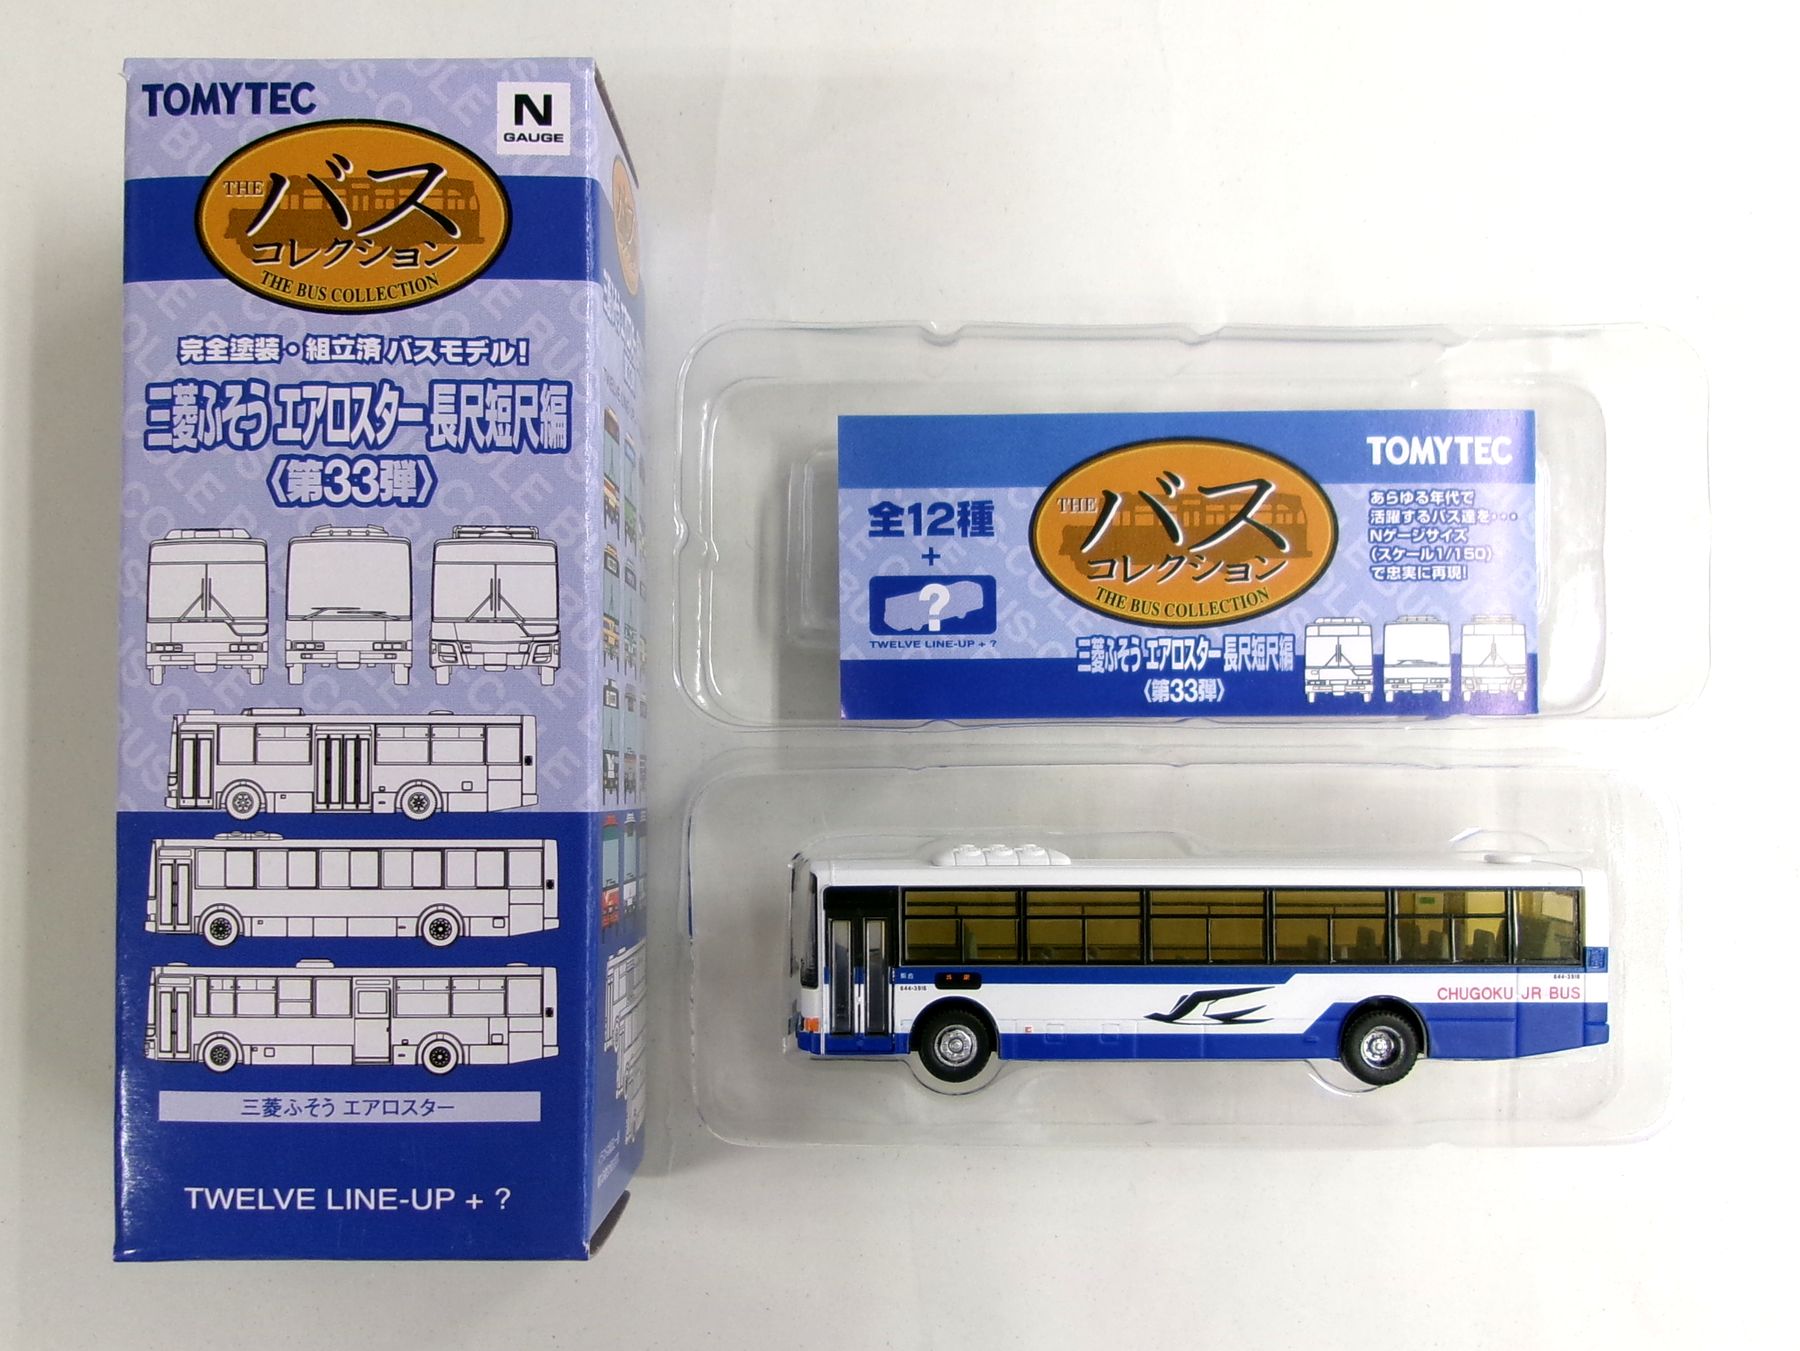 TOMYTEC
N
GAUGE
THE
バス
コレクション
THE BUS COLLECTION
完全塗装・組立済 バスモデル!
三菱ふそう エアロスター 長尺短尺編
〈第33弾〉
三菱ふそう エアロスター
TWELVE LINE-UP + ?
TOMYTEC
全12種
+
?
TWELVE LINE-UP + ?
THE
バス
コレクション
THE BUS COLLECTION
あらゆる年代で
活躍するバス達を・・・
Nゲージサイズ
(スケール1/150)
で忠実に再現!
三菱ふそう エアロスター 長尺短尺編
〈第33弾〉
644-3916
644-3916
CHUGOKU JR BUS